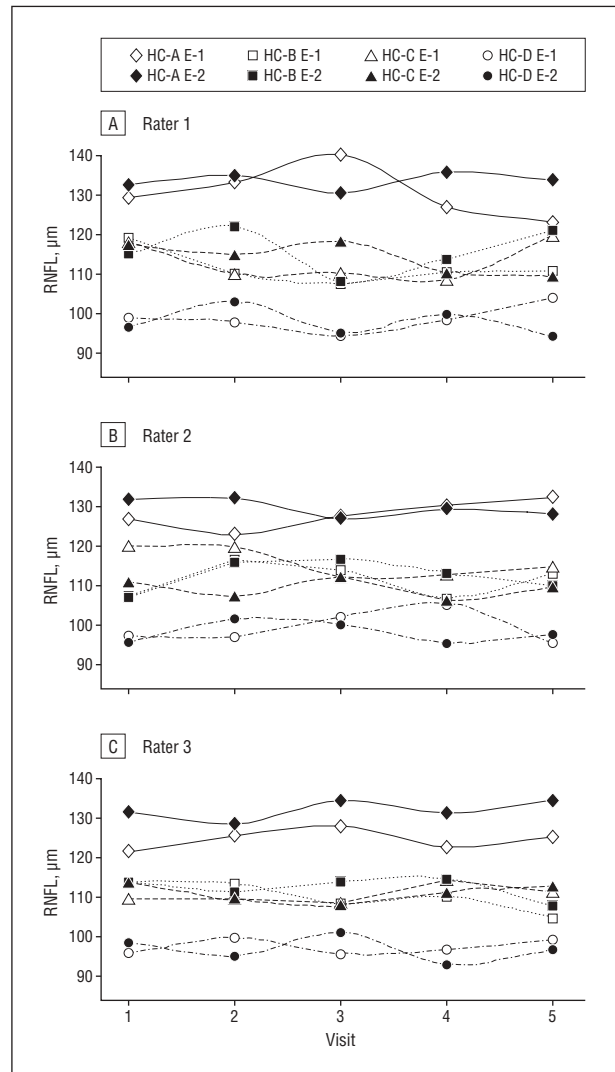 HC-A E-1 HC-B E-1 HC-C E-1 HC-D E-1
HC-A E-2 HC-B E-2 HC-C E-2 HC-D E-2
A Rater 1
140
130
120
110
100
90
RNFL, µm
B Rater 2
140
130
120
110
100
90
RNFL, µm
C Rater 3
140
130
120
110
100
90
RNFL, µm
1 2 3 4 5
Visit